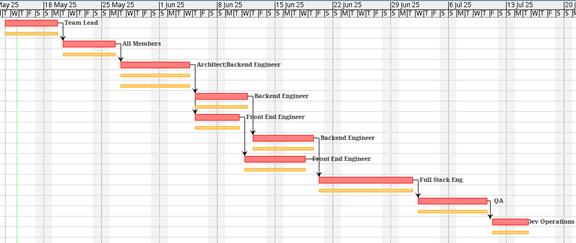 May 25 18 May 25 25 May 25 1 Jun 25 8 Jun 25 15 Jun 25 22 Jun 25 29 Jun 25 6 Jul 25 13 Jul 25 20
M T W T F S S M T W T F S S M T W T F S S M T W T F S S M T W T F S S M T W T F S S M T W T F S S M T W T F S S M T W T F S S M T W T F S S
Team Lead
All Members
Architect;Backend Engineer
Backend Engineer
Front End Engineer
Backend Engineer
Front End Engineer
Full Stack Eng
QA
Dev Operations